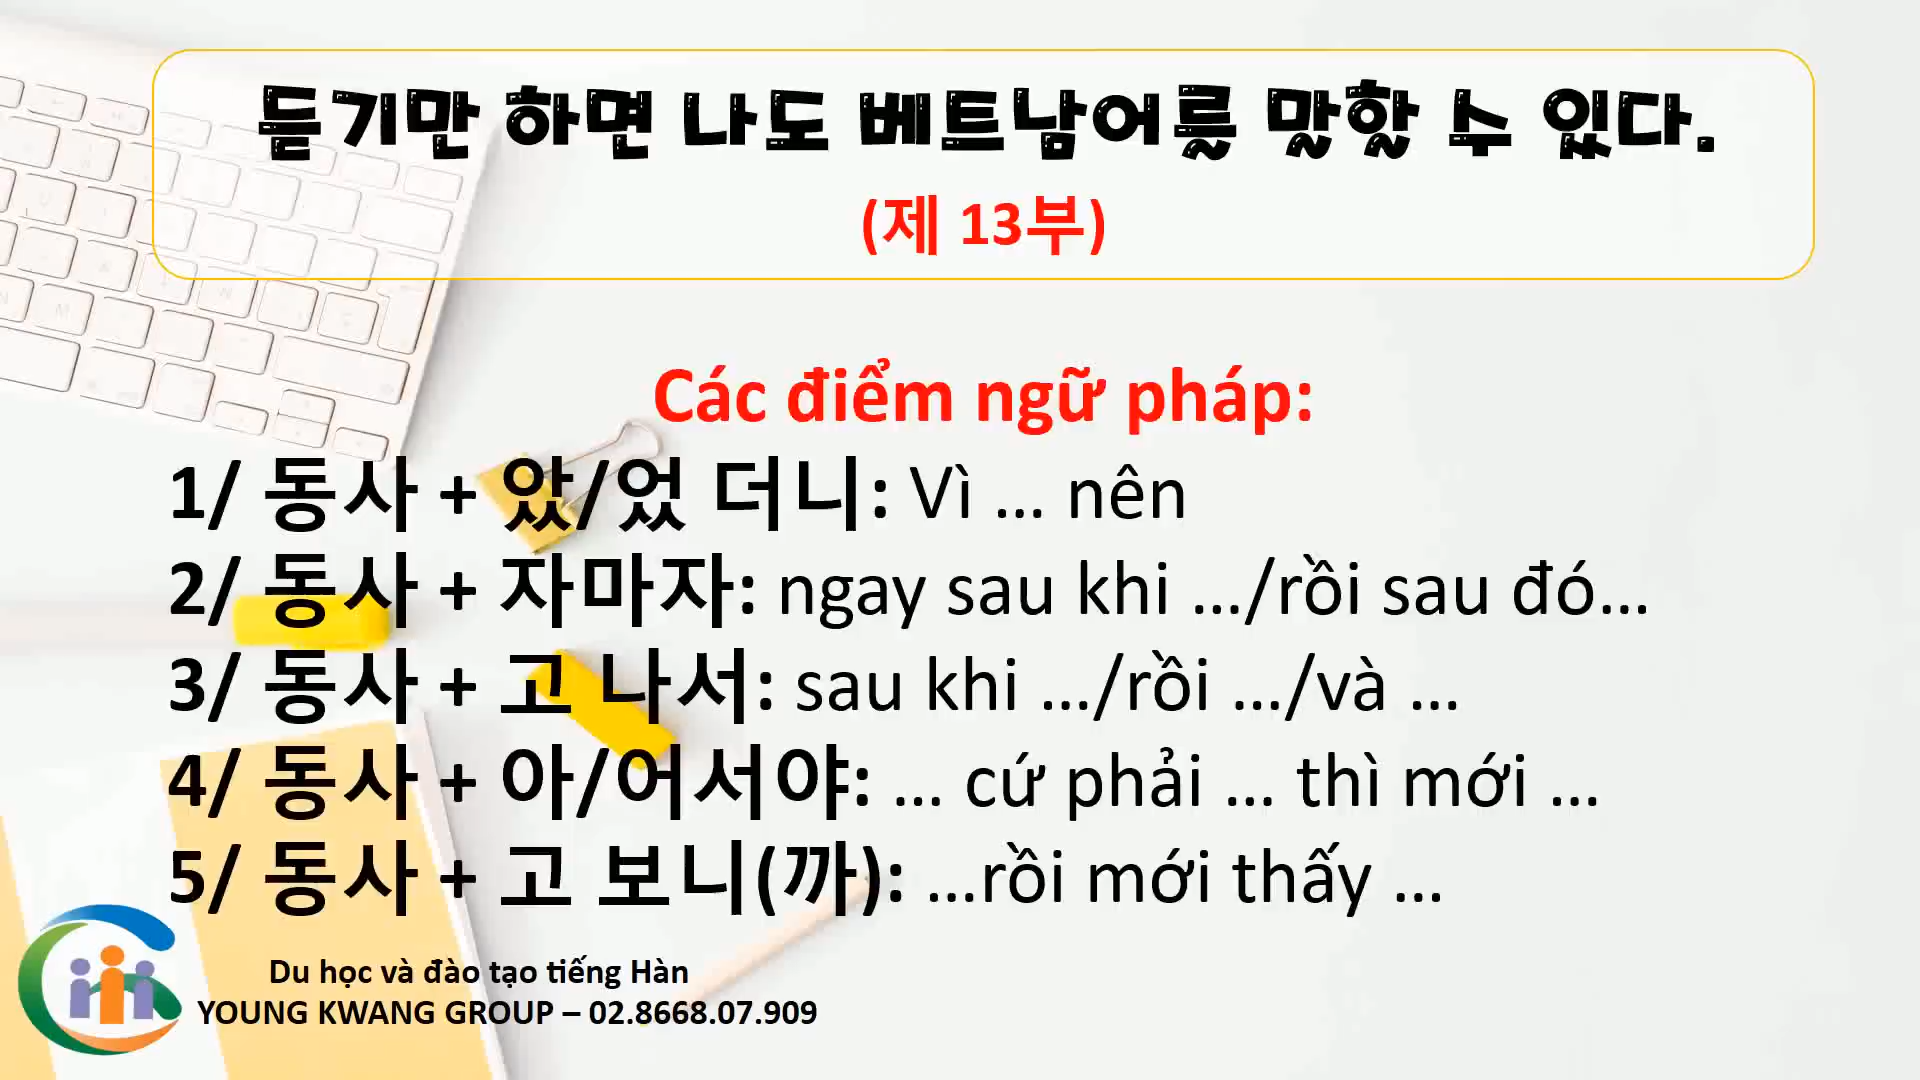 듣기만 하면 나도 베트남어를 말할 수 있다.
(제 13부)
Các điểm ngữ pháp:
1/ 동사 + 았/었 더니: Vì ... nên
2/ 동사 + 자마자: ngay sau khi .../rồi sau đó...
3/ 동사 + 고 나서: sau khi .../rồi .../và ...
4/ 동사 + 아/어서야: ... cứ phải ... thì mới ...
5/ 동사 + 고 보니(까): ...rồi mới thấy ...
Du học và đào tạo tiếng Hàn
YOUNG KWANG GROUP – 02.8668.07.909